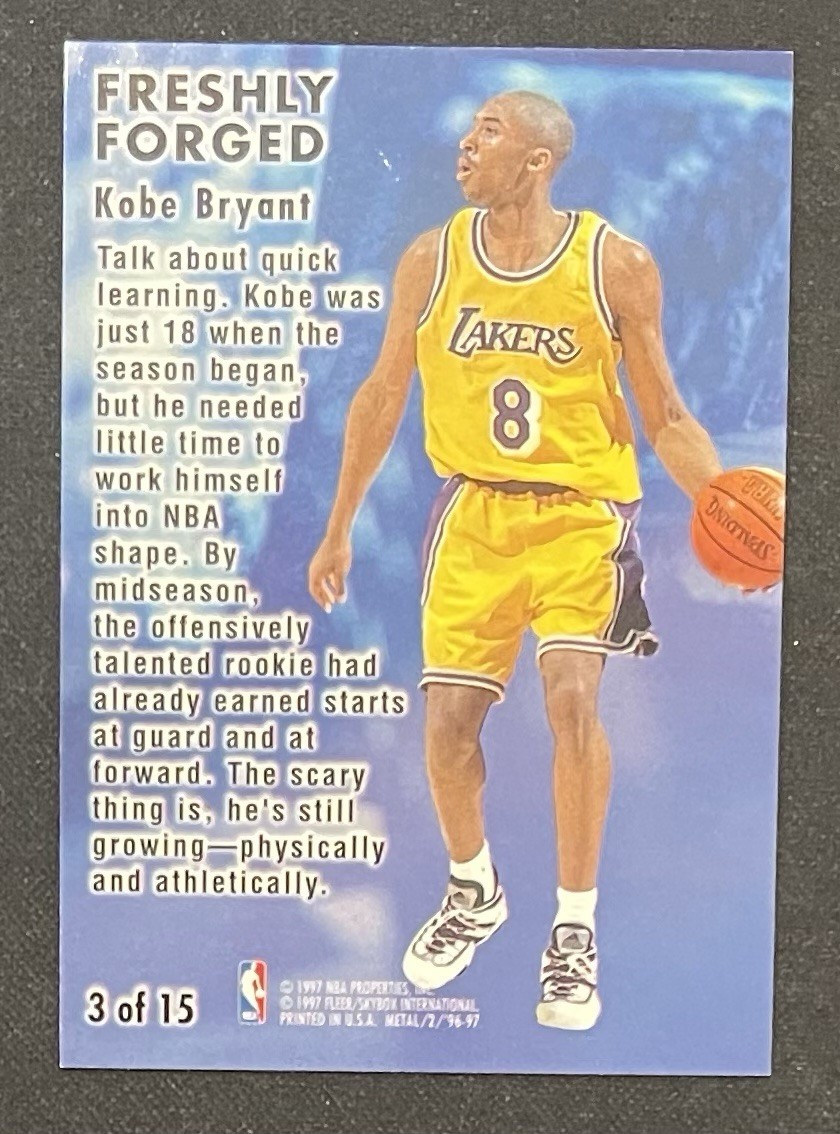 FRESHLY
FORGED
Kobe Bryant
Talk about quick
learning. Kobe was
just 18 when the
season began,
but he needed
little time to
work himself
into NBA
shape. By
midseason,
the offensively
talented rookie had
already earned starts
at guard and at
forward. The scary
thing is, he's still
growing—physically
and athletically.
LAKERS
8
SPALDING
3 of 15
NBA
© 1997 NBA PROPERTIES, INC.
© 1997 FLEER/SKYBOX INTERNATIONAL
PRINTED IN U.S.A. METAL/2/'96-97